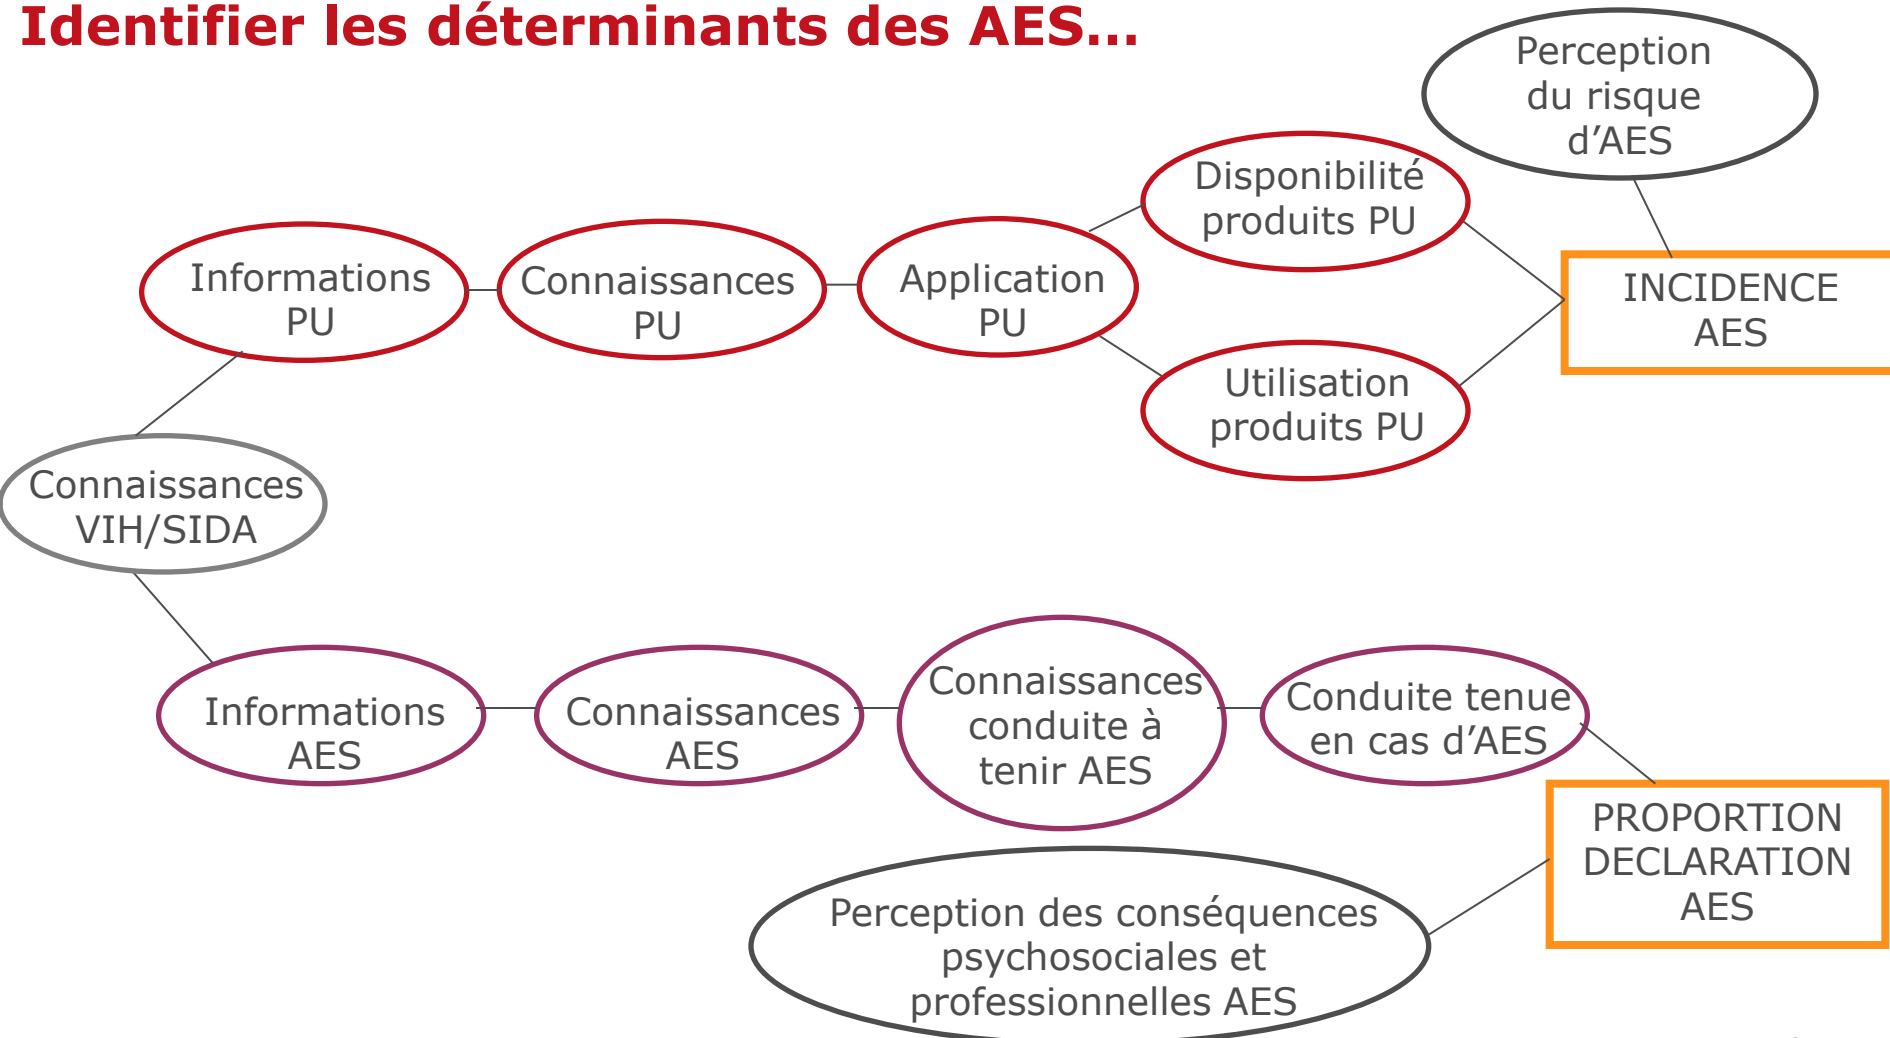 Identifier les déterminants des AES...
Perception
du risque
d’AES
Disponibilité
produits PU
Informations
PU
Connaissances
PU
Application
PU
INCIDENCE
AES
Utilisation
produits PU
Connaissances
VIH/SIDA
Informations
AES
Connaissances
AES
Connaissances
conduite à
tenir AES
Conduite tenue
en cas d’AES
PROPORTION
DECLARATION
AES
Perception des conséquences
psychosociales et
professionnelles AES